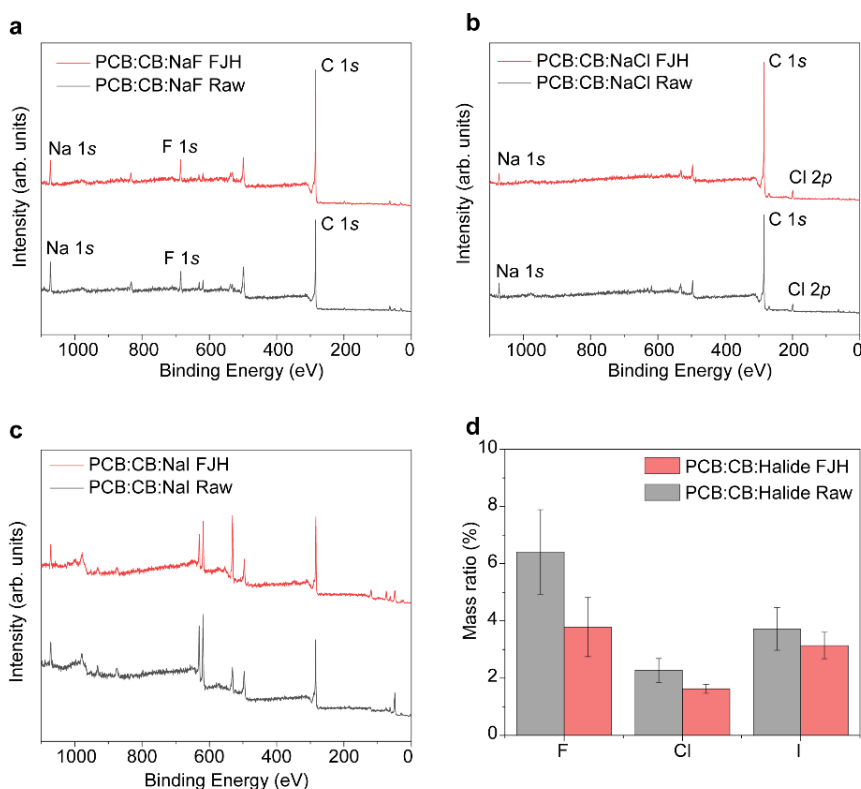 a
PCB:CB:NaF FJH
PCB:CB:NaF Raw
C 1s
Na 1s
F 1s
C 1s
Na 1s
F 1s
Intensity (arb. units)
1000 800 600 400 200 0
Binding Energy (eV)
b
PCB:CB:NaCl FJH
PCB:CB:NaCl Raw
C 1s
Na 1s
Cl 2p
C 1s
Na 1s
Cl 2p
Intensity (arb. units)
1000 800 600 400 200 0
Binding Energy (eV)
c
PCB:CB:NaI FJH
PCB:CB:NaI Raw
Intensity (arb. units)
1000 800 600 400 200 0
Binding Energy (eV)
d
PCB:CB:Halide FJH
PCB:CB:Halide Raw
Mass ratio (%)
10
8
6
4
2
0
F Cl I